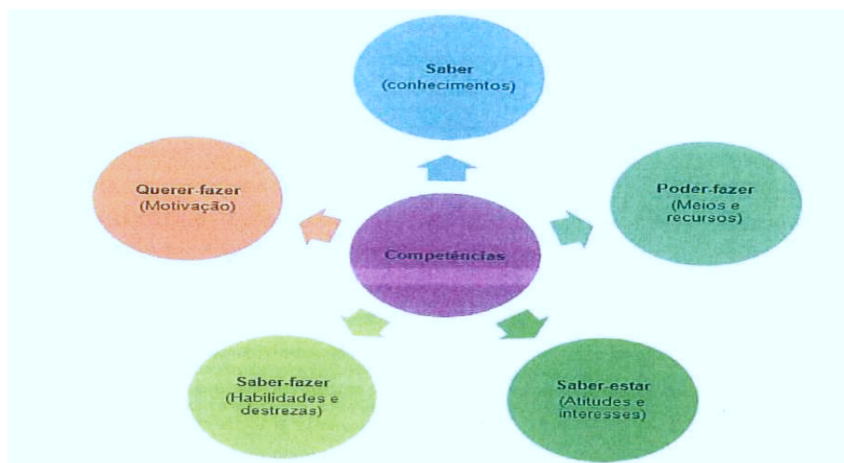 Saber
(conhecimentos)
Querer-fazer
(Motivação)
Poder-fazer
(Meios e
recursos)
Competências
Saber-fazer
(Habilidades e
destrezas)
Saber-estar
(Atitudes e
interesses)